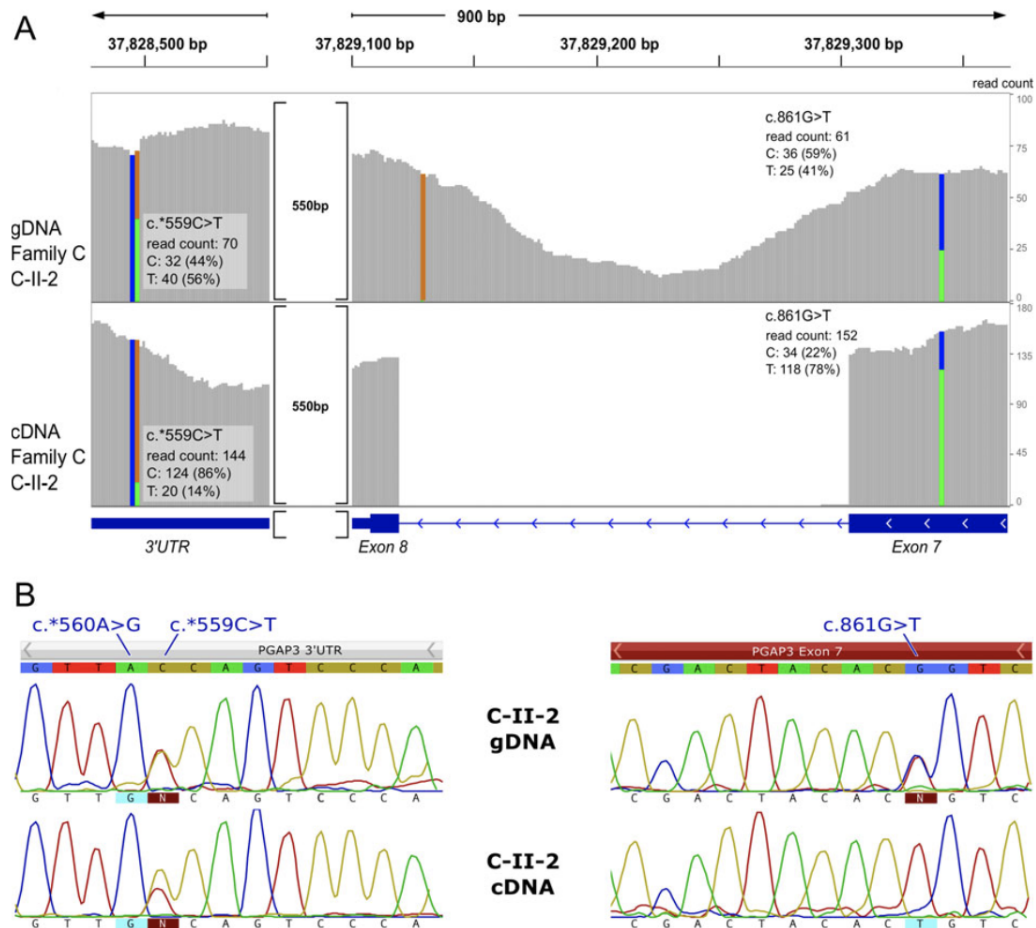 A
900 bp
37,828,500 bp 37,829,100 bp 37,829,200 bp 37,829,300 bp
read count
gDNA
Family C
C-II-2
c.*559C>T
read count: 70
C: 32 (44%)
T: 40 (56%)
550bp
c.861G>T
read count: 61
C: 36 (59%)
T: 25 (41%)
100
75
50
25
0
cDNA
Family C
C-II-2
c.*559C>T
read count: 144
C: 124 (86%)
T: 20 (14%)
550bp
c.861G>T
read count: 152
C: 34 (22%)
T: 118 (78%)
180
135
90
45
0
3'UTR Exon 8 Exon 7
B
c.*560A>G c.*559C>T
PGAP3 3'UTR
G T T A C C A G T C C C A
G T T G N C A G T C C C A
G T T G N C A G T C C C A
C-II-2
gDNA
C-II-2
cDNA
c.861G>T
PGAP3 Exon 7
C G A C T A C A C G G T C
C G A C T A C A C N G T C
C G A C T A C A C T G T C